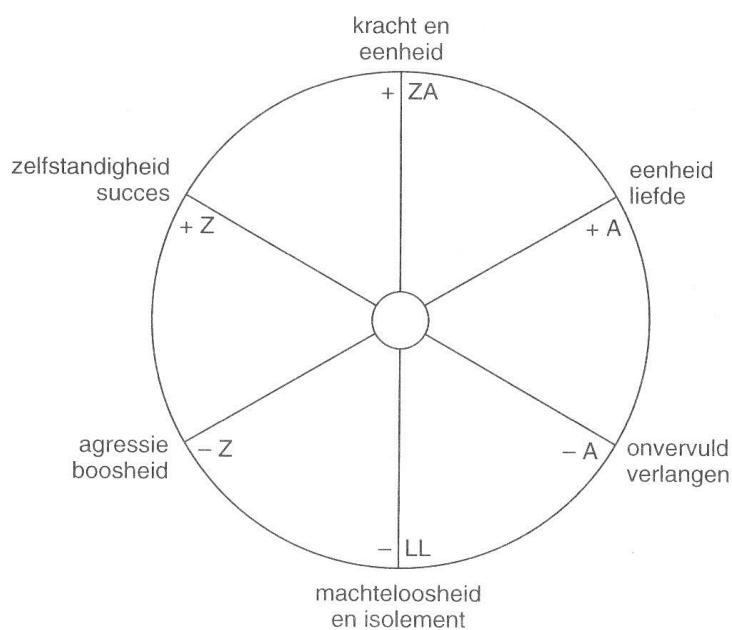 kracht en
eenheid
+ ZA
zelfstandigheid
succes
+ Z
eenheid
liefde
+ A
agressie
boosheid
– Z
onvervuld
verlangen
– A
– LL
machteloosheid
en isolement